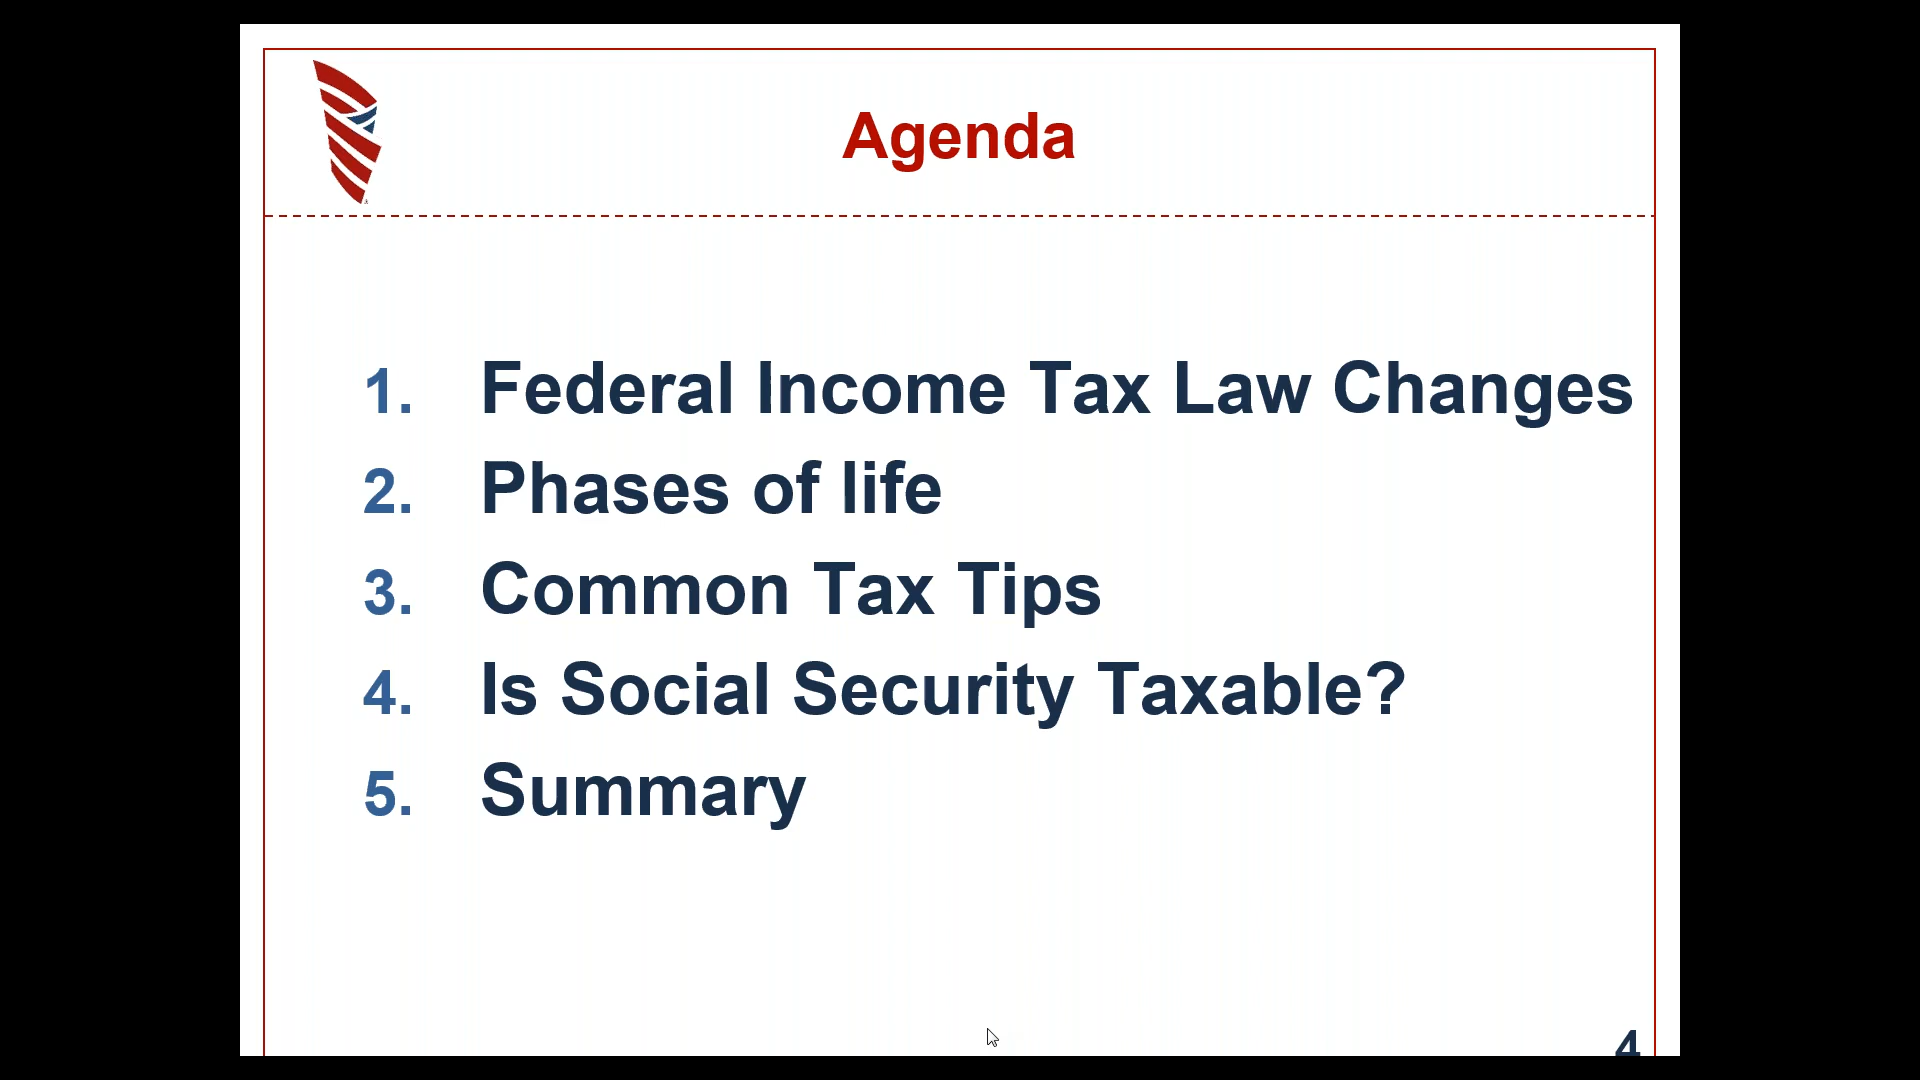 Agenda
1. Federal Income Tax Law Changes
2. Phases of life
3. Common Tax Tips
4. Is Social Security Taxable?
5. Summary
4